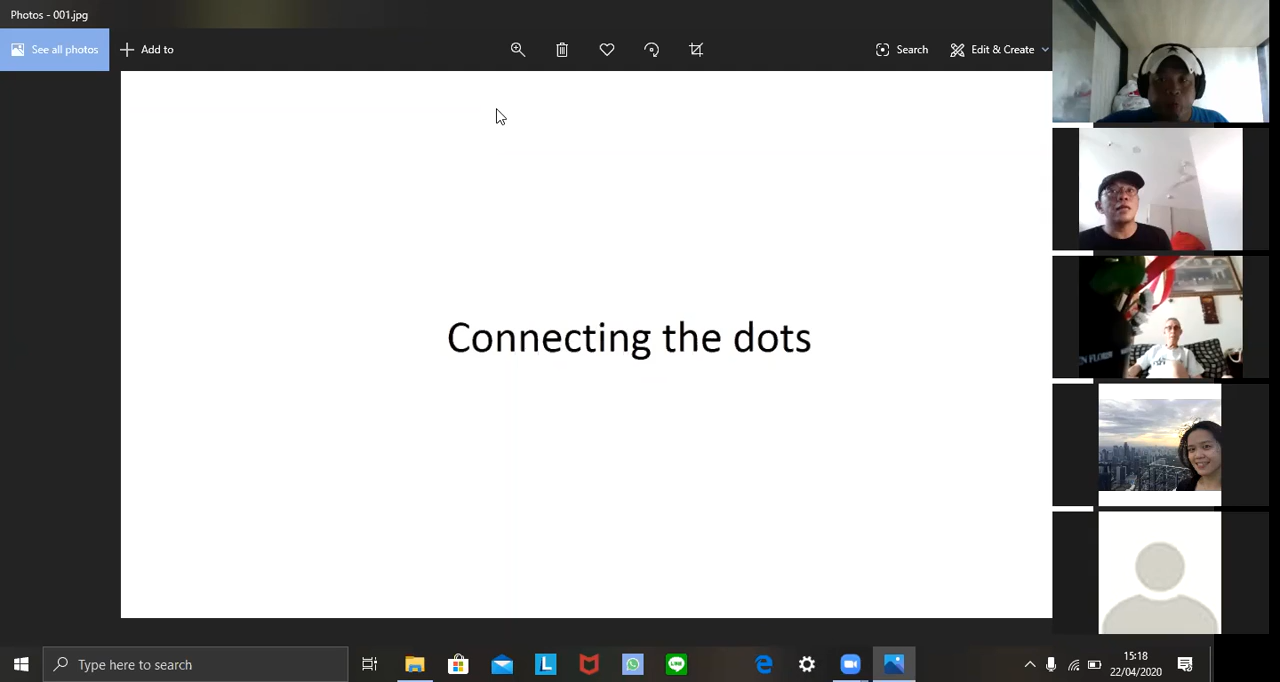 Photos - 001.jpg
See all photos
Add to
Search
Edit & Create
Connecting the dots
Type here to search
15:18
22/04/2020